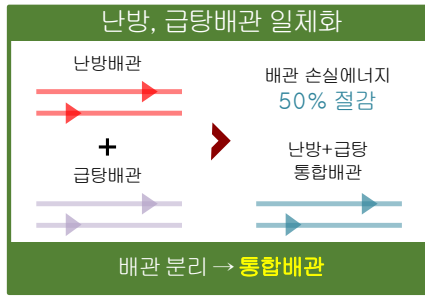 난방, 급탕배관 일체화
난방배관
+
급탕배관
배관 손실에너지
50% 절감
난방+급탕
통합배관
배관 분리 → 통합배관